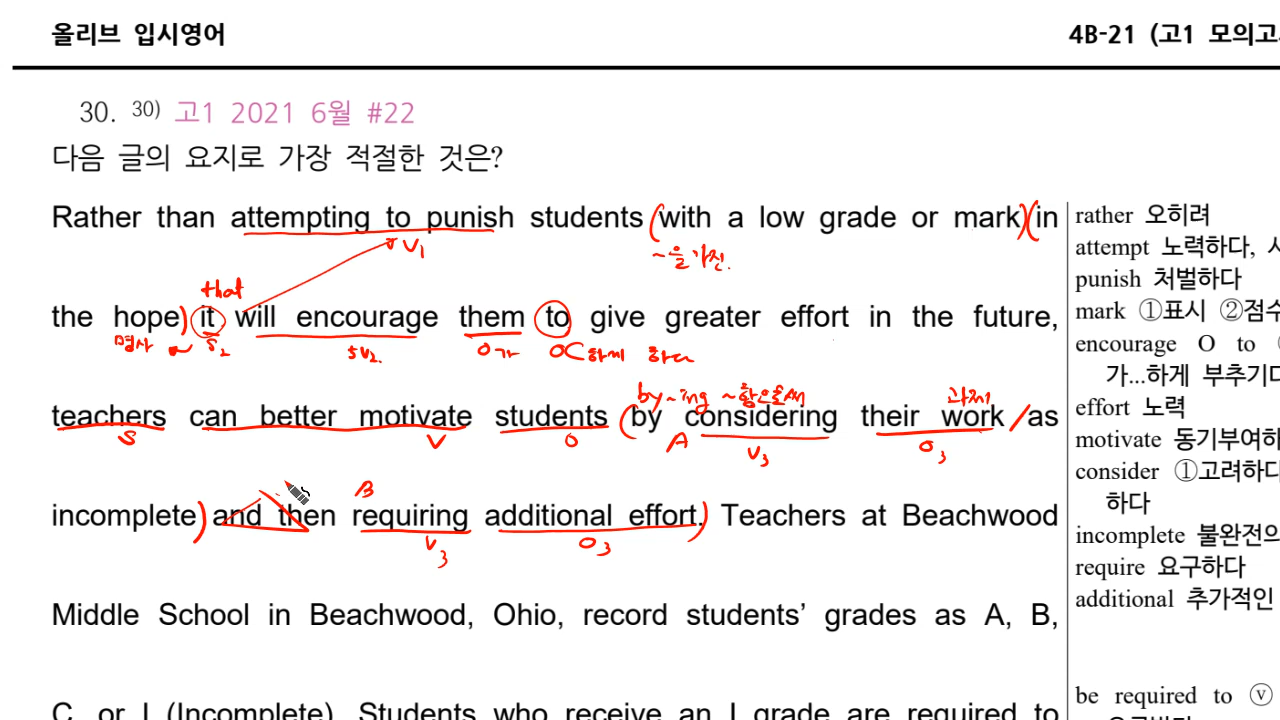 올리브 입시영어 4B-21 (고1 모의고
30. 30) 고1 2021 6월 #22
다음 글의 요지로 가장 적절한 것은?
Rather than attempting to punish students (with a low grade or mark)(in
v1
~을 가진.
that
the hope) it will encourage them to give greater effort in the future,
명사 S2 5V2. O가 OC하게 하다
by~ing ~함으로써 과제
teachers can better motivate students (by considering their work / as
S V O A V3 O3
B
incomplete) and then requiring additional effort.) Teachers at Beachwood
V3 O3
Middle School in Beachwood, Ohio, record students’ grades as A, B,
C, or I (Incomplete). Students who receive an I grade are required to
rather 오히려
attempt 노력하다,
punish 처벌하다
mark ①표시 ②점수
encourage O to
가...하게 부추기다
effort 노력
motivate 동기부여하
consider ①고려하다
하다
incomplete 불완전의
require 요구하다
additional 추가적인
be required to ⓥ